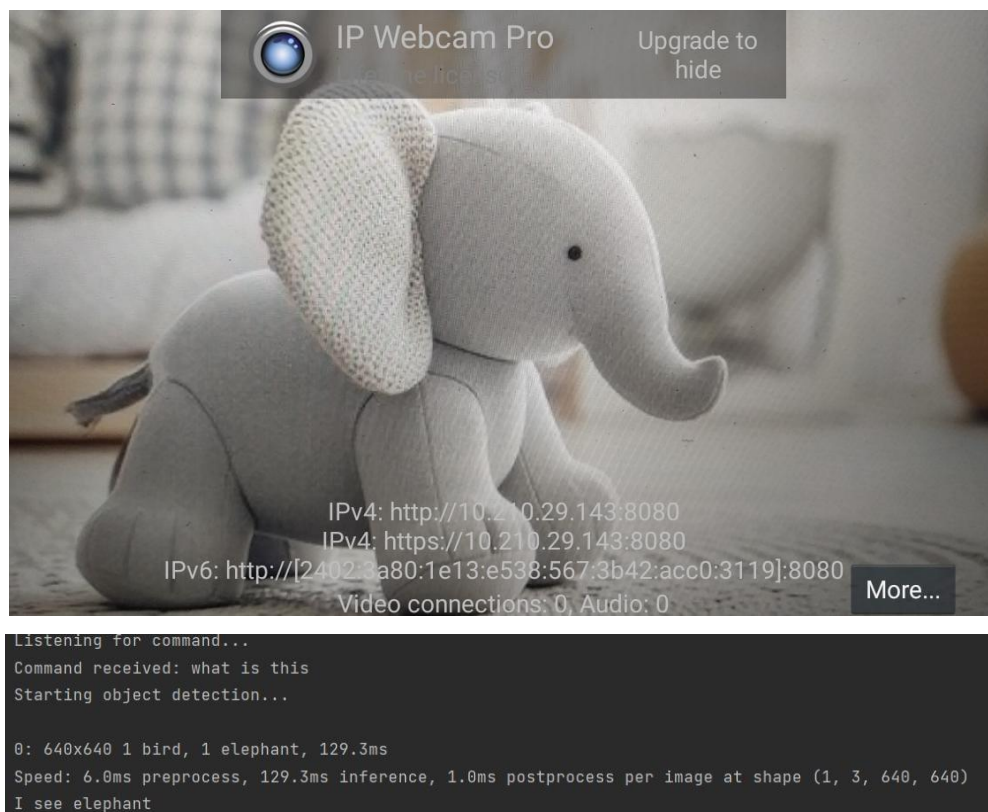 IP Webcam Pro
Upgrade to
hide
Lifetime license
IPv4: http://10.210.29.143:8080
IPv4: https://10.210.29.143:8080
IPv6: http://[2402:3a80:1e13:e538:567:3b42:acc0:3119]:8080
Video connections: 0, Audio: 0
More...
Listening for command...
Command received: what is this
Starting object detection...
0: 640x640 1 bird, 1 elephant, 129.3ms
Speed: 6.0ms preprocess, 129.3ms inference, 1.0ms postprocess per image at shape (1, 3, 640, 640)
I see elephant